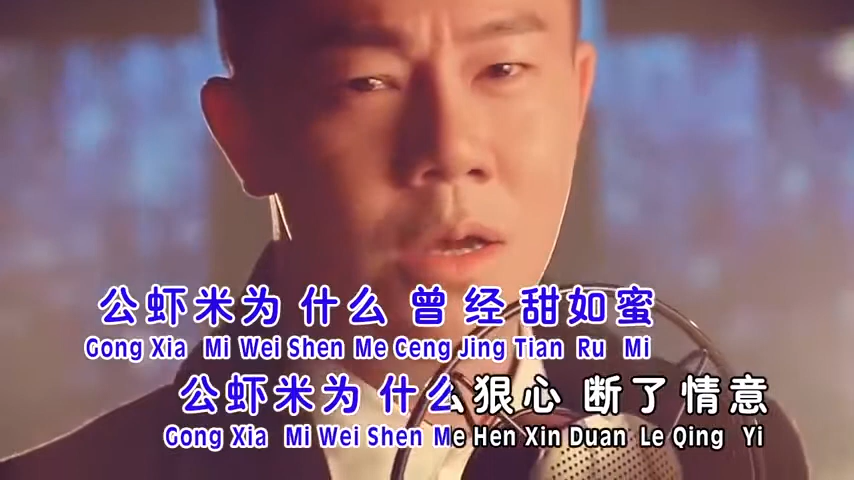 公虾米为 什么 曾 经 甜如蜜
Gong Xia Mi Wei Shen Me Ceng Jing Tian Ru Mi
公虾米为 什么狠心 断了情意
Gong Xia Mi Wei Shen Me Hen Xin Duan Le Qing Yi